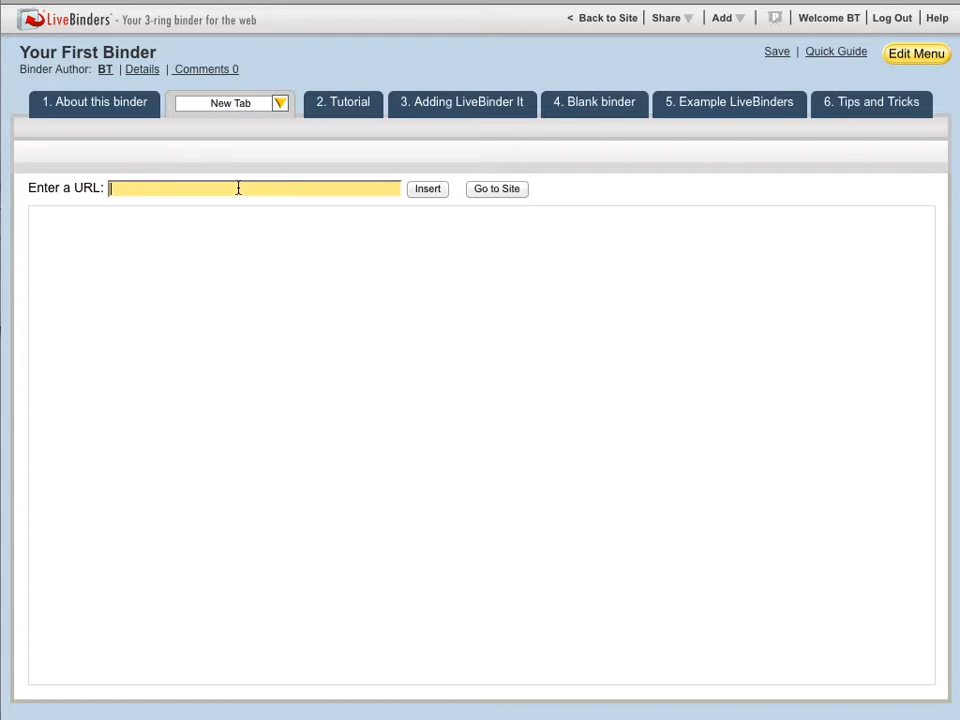 LiveBinders™ - Your 3-ring binder for the web
< Back to Site | Share | Add | | Welcome BT | Log Out | Help
Your First Binder
Save | Quick Guide
Edit Menu
Binder Author: BT | Details | Comments 0
1. About this binder
New Tab
2. Tutorial
3. Adding LiveBinder It
4. Blank binder
5. Example LiveBinders
6. Tips and Tricks
Enter a URL:
Insert
Go to Site